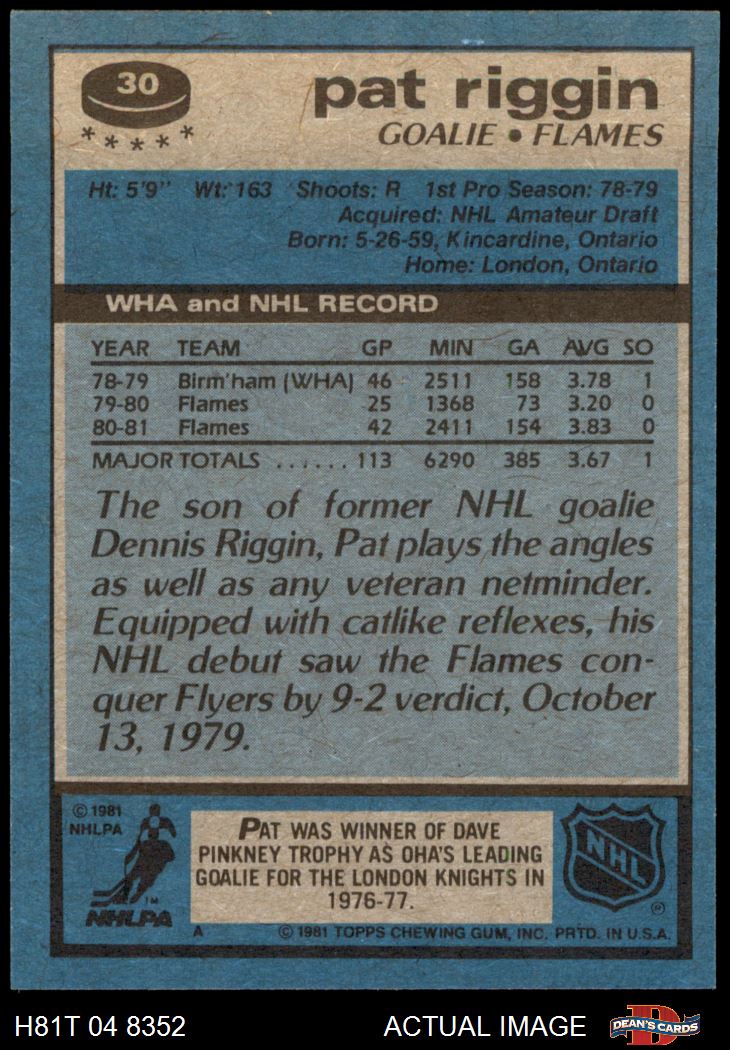 30
pat riggin
GOALIE • FLAMES
* * * * *
Ht: 5'9" Wt: 163 Shoots: R 1st Pro Season: 78-79
Acquired: NHL Amateur Draft
Born: 5-26-59, Kincardine, Ontario
Home: London, Ontario
WHA and NHL RECORD
YEAR TEAM GP MIN GA AVG SO
78-79 Birm'ham (WHA) 46 2511 158 3.78 1
79-80 Flames 25 1368 73 3.20 0
80-81 Flames 42 2411 154 3.83 0
MAJOR TOTALS ...... 113 6290 385 3.67 1
The son of former NHL goalie
Dennis Riggin, Pat plays the angles
as well as any veteran netminder.
Equipped with catlike reflexes, his
NHL debut saw the Flames con-
quer Flyers by 9-2 verdict, October
13, 1979.
© 1981
NHLPA
TM
NHLPA
PAT WAS WINNER OF DAVE
PINKNEY TROPHY AS OHA'S LEADING
GOALIE FOR THE LONDON KNIGHTS IN
1976-77.
NHL
®
A © 1981 TOPPS CHEWING GUM, INC. PRTD. IN U.S.A.
H81T 04 8352 ACTUAL IMAGE
D
DEAN'S CARDS